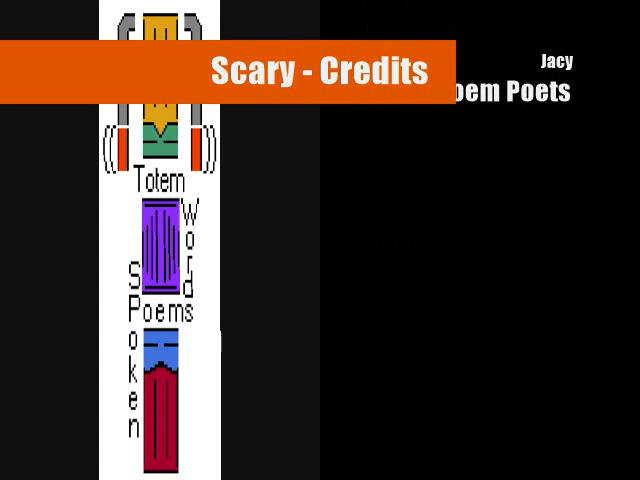 Scary - Credits
Jacy
oem Poets
Totem
Word
Spoken
Poems